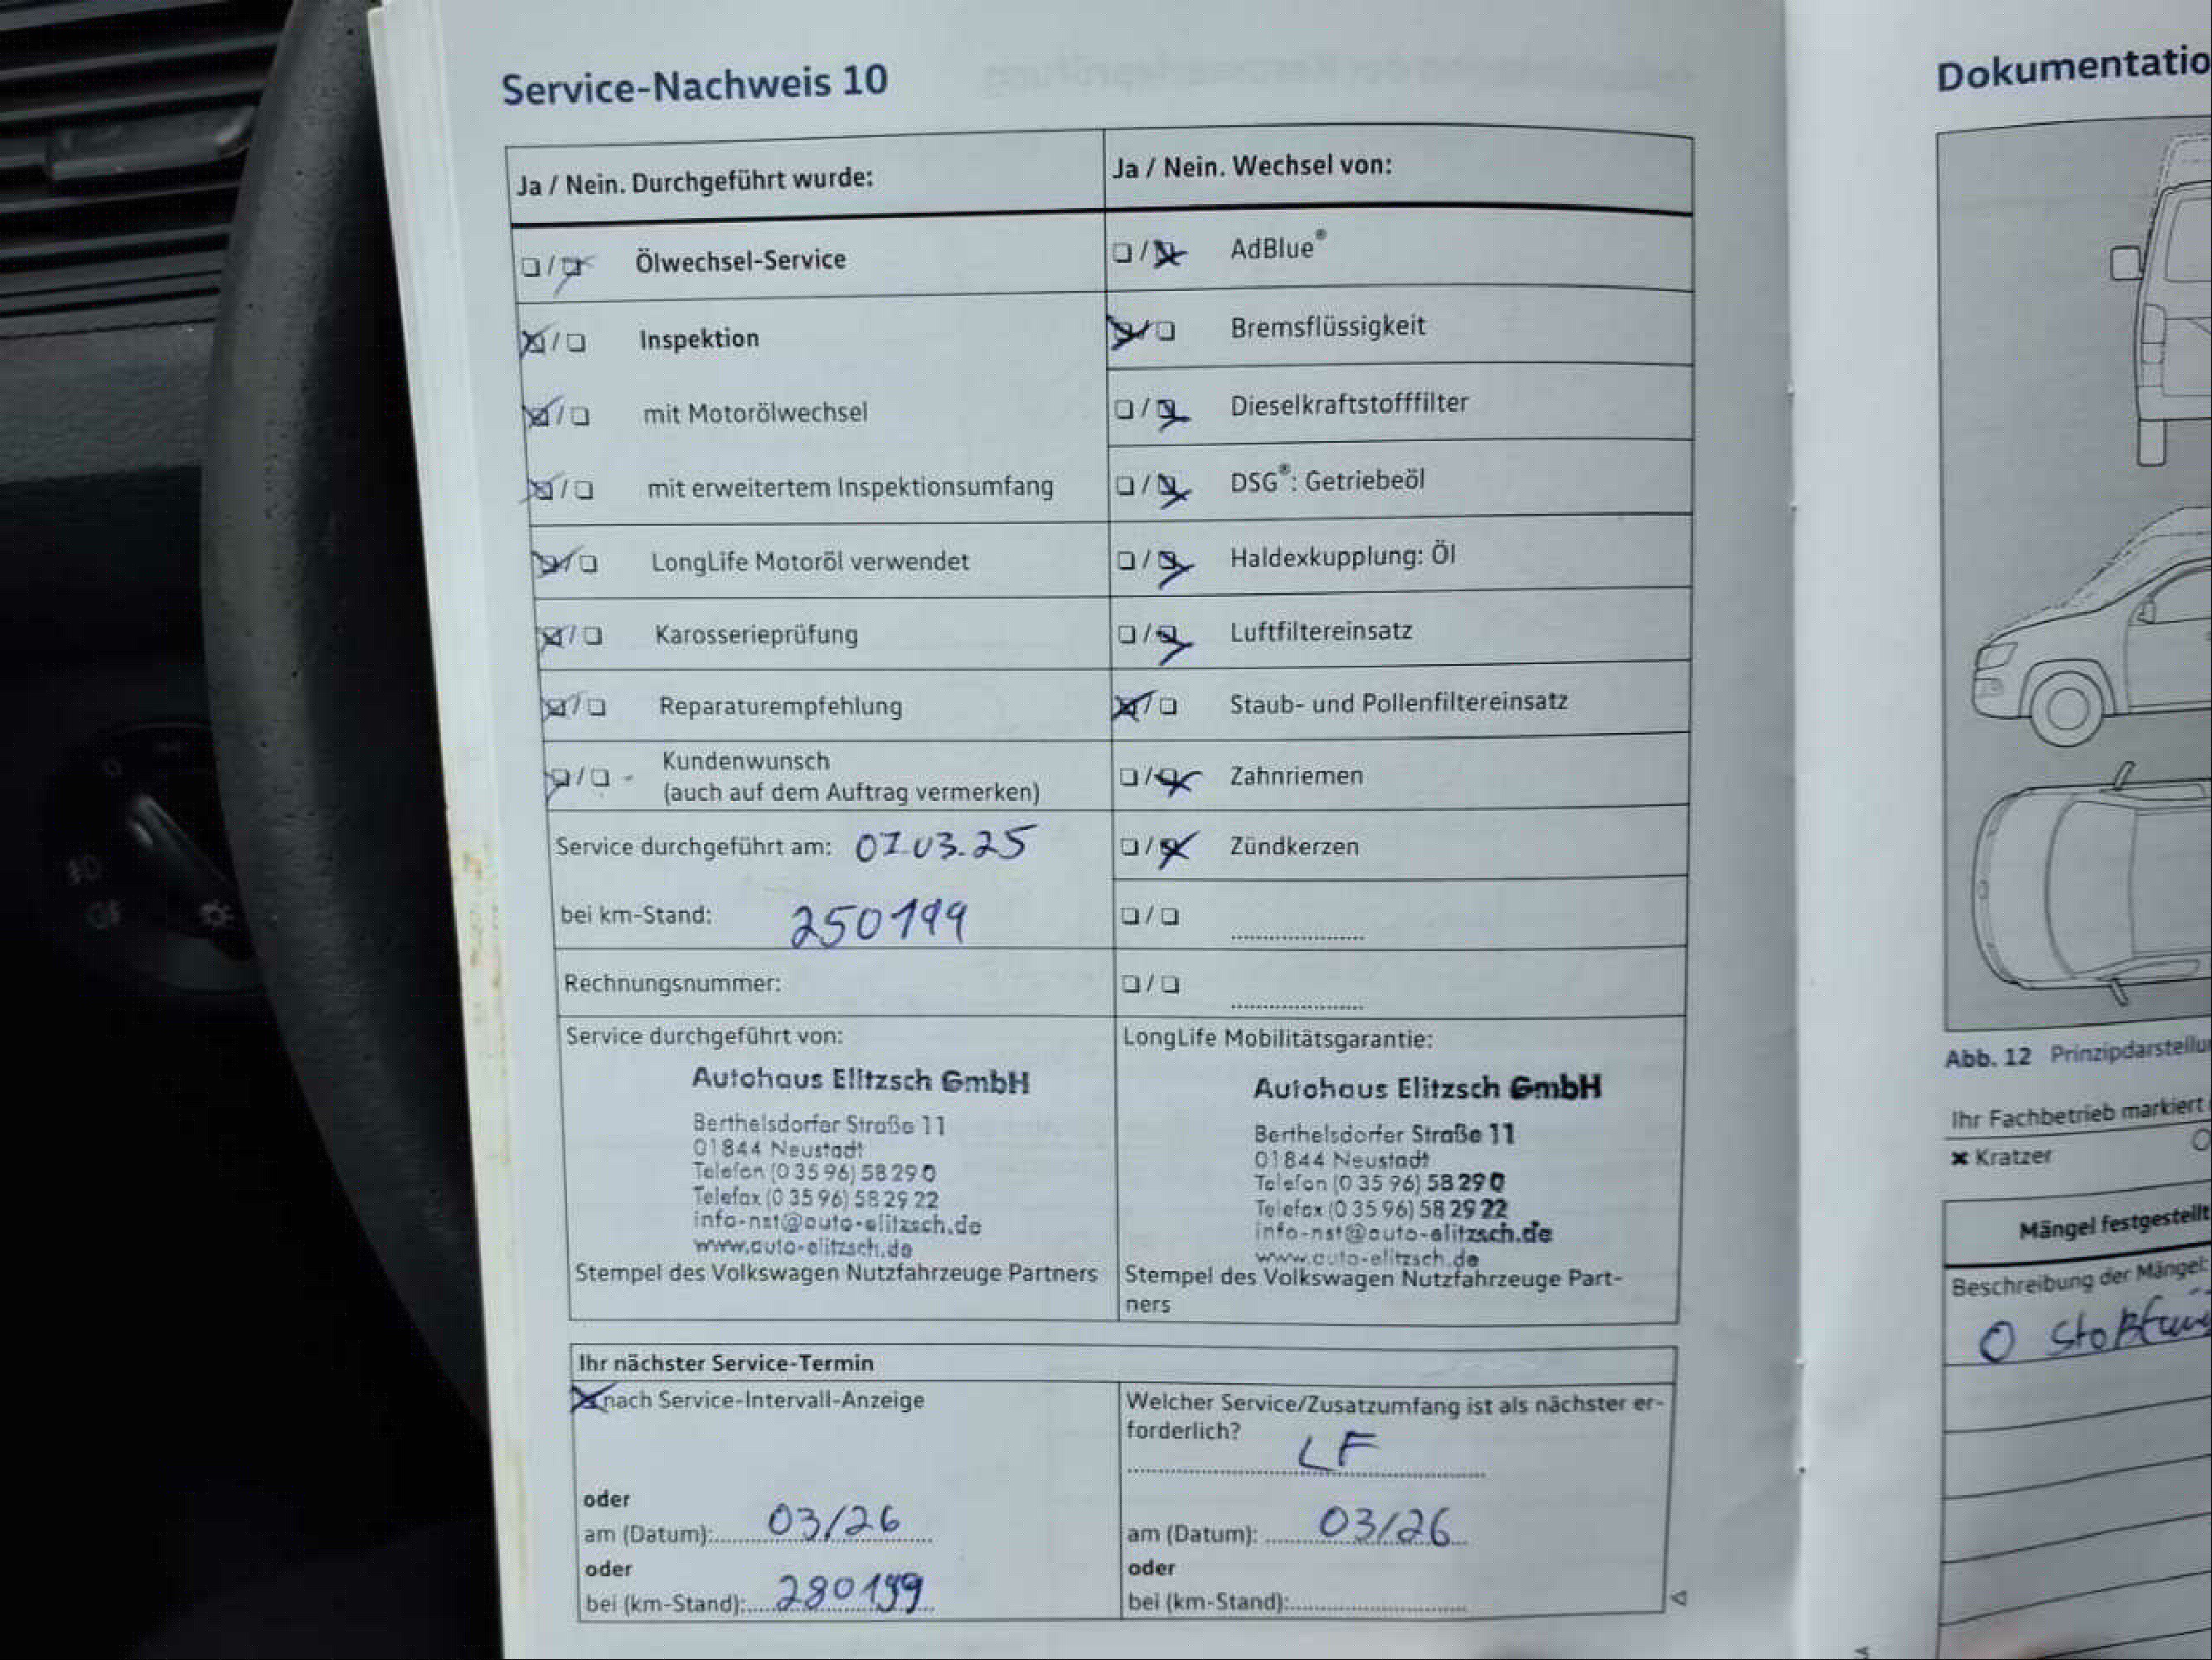 Service-Nachweis 10
Ja / Nein. Durchgeführt wurde:
Ölwechsel-Service
Inspektion
mit Motorölwechsel
mit erweitertem Inspektionsumfang
LongLife Motoröl verwendet
Karosserieprüfung
Reparaturempfehlung
Kundenwunsch
(auch auf dem Auftrag vermerken)
Service durchgeführt am: 07.03.25
bei km-Stand: 250199
Rechnungsnummer:
Service durchgeführt von:
Autohaus Elitzsch GmbH
Berthelsdorfer Straße 11
01844 Neustadt
Telefon (0 35 96) 58 29 0
Telefax (0 35 96) 58 29 22
info-nst@auto-elitzsch.de
www.auto-elitzsch.de
Stempel des Volkswagen Nutzfahrzeuge Partners
Ja / Nein. Wechsel von:
AdBlue®
Bremsflüssigkeit
Dieselkraftstofffilter
DSG®: Getriebeöl
Haldexkupplung: Öl
Luftfiltereinsatz
Staub- und Pollenfiltereinsatz
Zahnriemen
Zündkerzen
LongLife Mobilitätsgarantie:
Autohaus Elitzsch GmbH
Berthelsdorfer Straße 11
01844 Neustadt
Telefon (0 35 96) 58 29 0
Telefax (0 35 96) 58 29 22
info-nst@auto-elitzsch.de
www.auto-elitzsch.de
Stempel des Volkswagen Nutzfahrzeuge Part-
ners
Ihr nächster Service-Termin
nach Service-Intervall-Anzeige
oder
am (Datum): 03/26
oder
bei (km-Stand): 280199
Welcher Service/Zusatzumfang ist als nächster er-
forderlich?
LF
am (Datum): 03/26
oder
bei (km-Stand):
Dokumentatio
Abb. 12 Prinzipdarstellu
Ihr Fachbetrieb markiert
Kratzer
Mängel festgestellt
Beschreibung der Mängel: